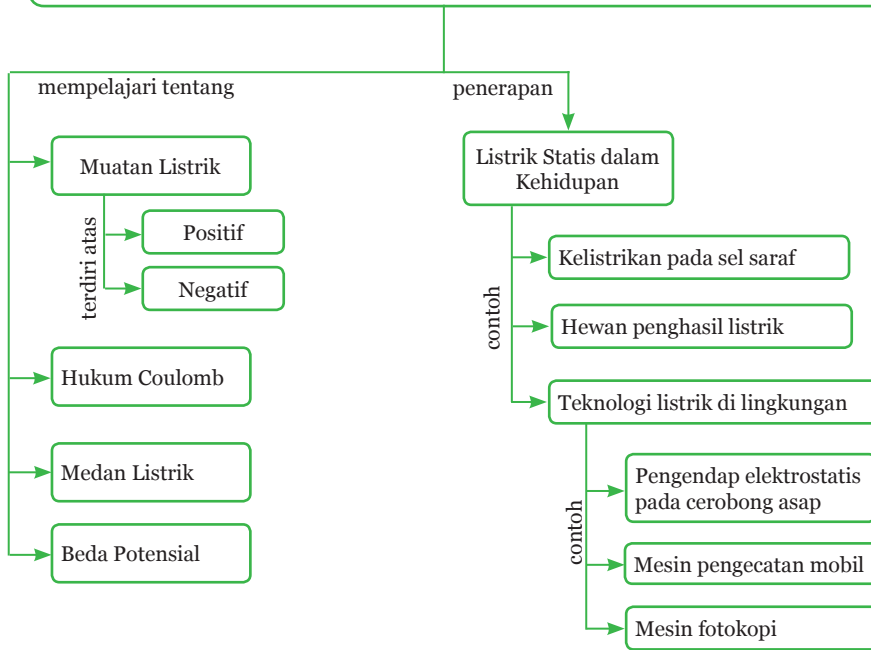 mempelajari tentang
Muatan Listrik
terdiri atas
Positif
Negatif
Hukum Coulomb
Medan Listrik
Beda Potensial
penerapan
Listrik Statis dalam
Kehidupan
contoh
Kelistrikan pada sel saraf
Hewan penghasil listrik
Teknologi listrik di lingkungan
contoh
Pengendap elektrostatis
pada cerobong asap
Mesin pengecatan mobil
Mesin fotokopi